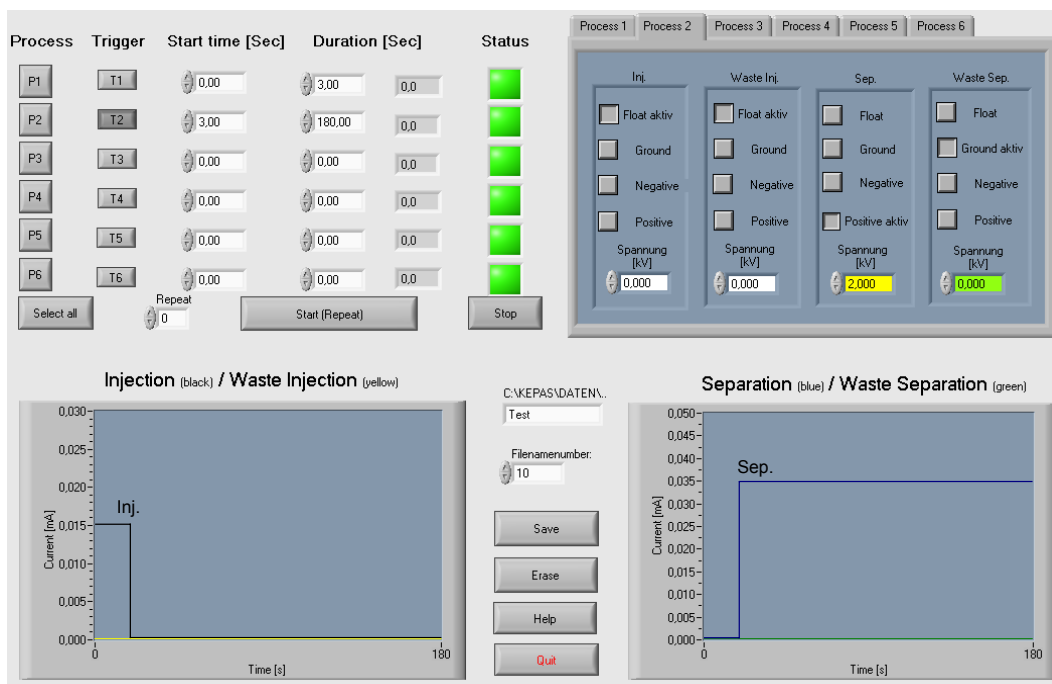 Process Trigger Start time [Sec] Duration [Sec] Status
P1 T1 0,00 3,00 0,0
P2 T2 3,00 180,00 0,0
P3 T3 0,00 0,00 0,0
P4 T4 0,00 0,00 0,0
P5 T5 0,00 0,00 0,0
P6 T6 0,00 0,00 0,0
Select all
Repeat
0
Start (Repeat)
Stop
Process 1 Process 2 Process 3 Process 4 Process 5 Process 6
Inj.
Float aktiv
Ground
Negative
Positive
Spannung
[kV]
0,000
Waste Inj.
Float aktiv
Ground
Negative
Positive
Spannung
[kV]
0,000
Sep.
Float
Ground
Negative
Positive aktiv
Spannung
[kV]
2,000
Waste Sep.
Float
Ground aktiv
Negative
Positive
Spannung
[kV]
0,000
Injection (black) / Waste Injection (yellow)
Current [mA]
0,030
0,025
0,020
0,015
0,010
0,005
0,000
Inj.
0 180
Time [s]
C:\KEPAS\DATEN\..
Test
Filenamenumber:
10
Save
Erase
Help
Quit
Separation (blue) / Waste Separation (green)
Current [mA]
0,050
0,045
0,040
0,035
0,030
0,025
0,020
0,015
0,010
0,005
0,000
Sep.
0 180
Time [s]